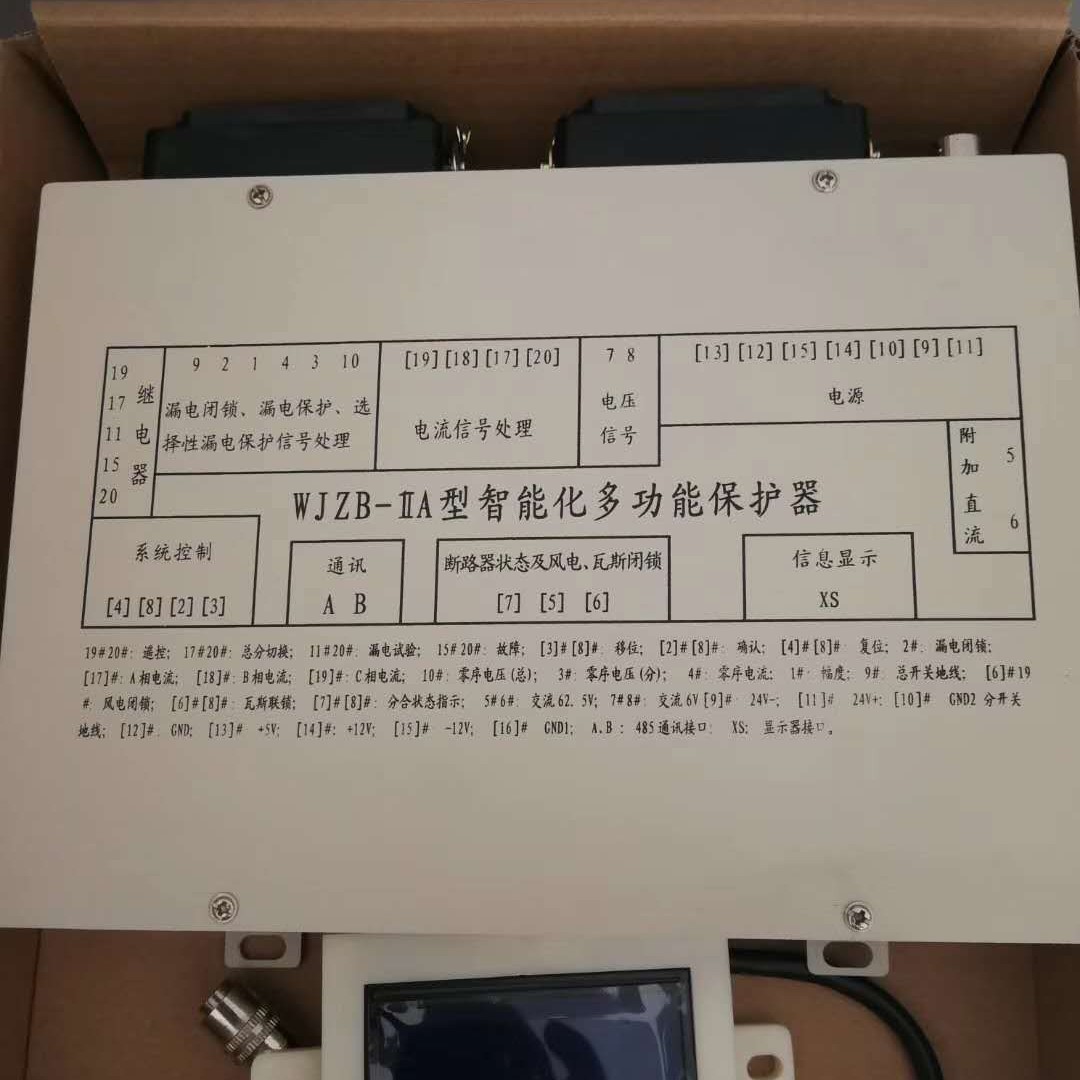 19
17
11
15
20
继电器
9 2 1 4 3 10
漏电闭锁、漏电保护、选
择性漏电保护信号处理
[19][18][17][20]
电流信号处理
7 8
电压
信号
[13][12][15][14][10][9][11]
电源
附加直流
5
6
WJZB-ⅡA型智能化多功能保护器
系统控制
[4][8][2][3]
通讯
A B
断路器状态及风电、瓦斯闭锁
[7] [5] [6]
信息显示
XS
19#20#: 遥控; 17#20#: 总分切换; 11#20#: 漏电试验; 15#20#: 故障; [3]#[8]#: 移位; [2]#[8]#: 确认; [4]#[8]#: 复位; 2#: 漏电闭锁;
[17]#: A相电流; [18]#: B相电流; [19]#: C相电流; 10#: 零序电压(总); 3#: 零序电压(分); 4#: 零序电流; 1#: 幅度; 9#: 总开关地线; [6]#19
#: 风电闭锁; [6]#[8]#: 瓦斯联锁; [7]#[8]#: 分合状态指示; 5#6#: 交流62.5V; 7#8#: 交流6V[9]#: 24V-; [11]# 24V+; [10]# GND2 分开关
地线; [12]#: GND; [13]# +5V; [14]#: +12V; [15]# -12V; [16]# GND1; A.B: 485通讯接口: XS: 显示器接口。